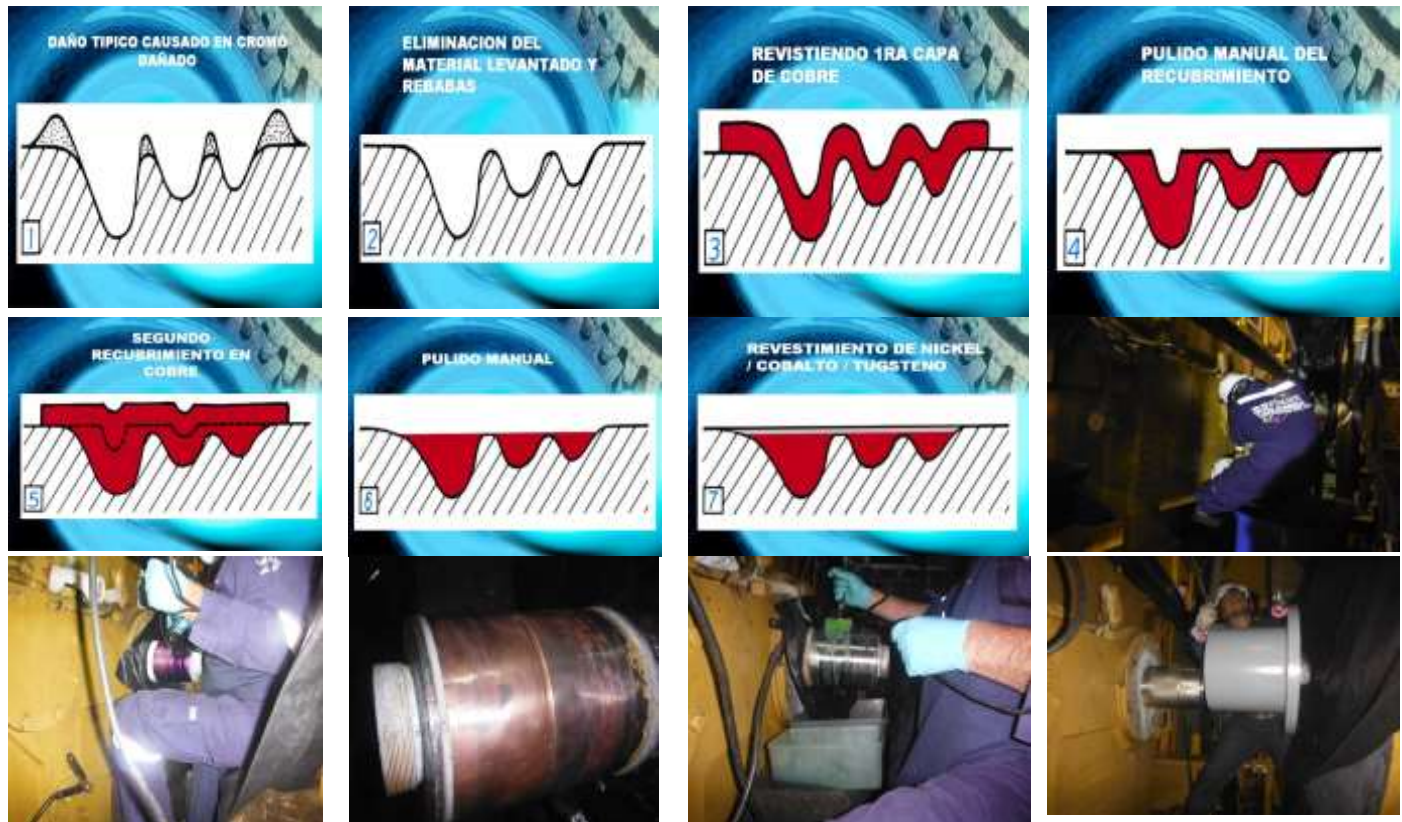 DAÑO TIPICO CAUSADO EN CROMO
DAÑADO
1
ELIMINACION DEL
MATERIAL LEVANTADO Y
REBABAS
2
REVISTIENDO 1RA CAPA
DE COBRE
3
PULIDO MANUAL DEL
RECUBRIMIENTO
4
SEGUNDO
RECUBRIMIENTO EN
COBRE
5
PULIDO MANUAL
6
REVESTIMIENTO DE NICKEL
/ COBALTO / TUGSTENO
7